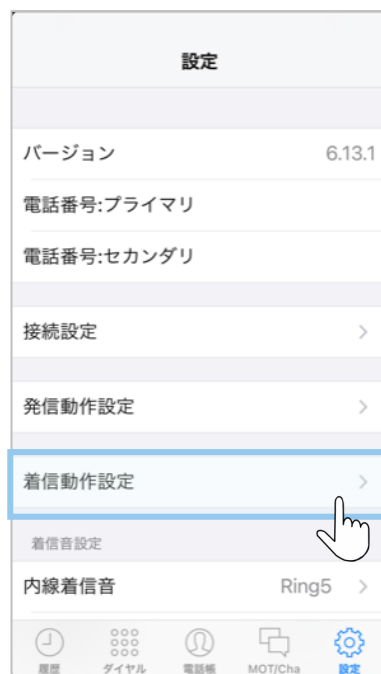 設定
バージョン 6.13.1
電話番号:プライマリ
電話番号:セカンダリ
接続設定
発信動作設定
着信動作設定
着信音設定
内線着信音 Ring5
履歴 ダイヤル 電話帳 MOT/Cha 設定